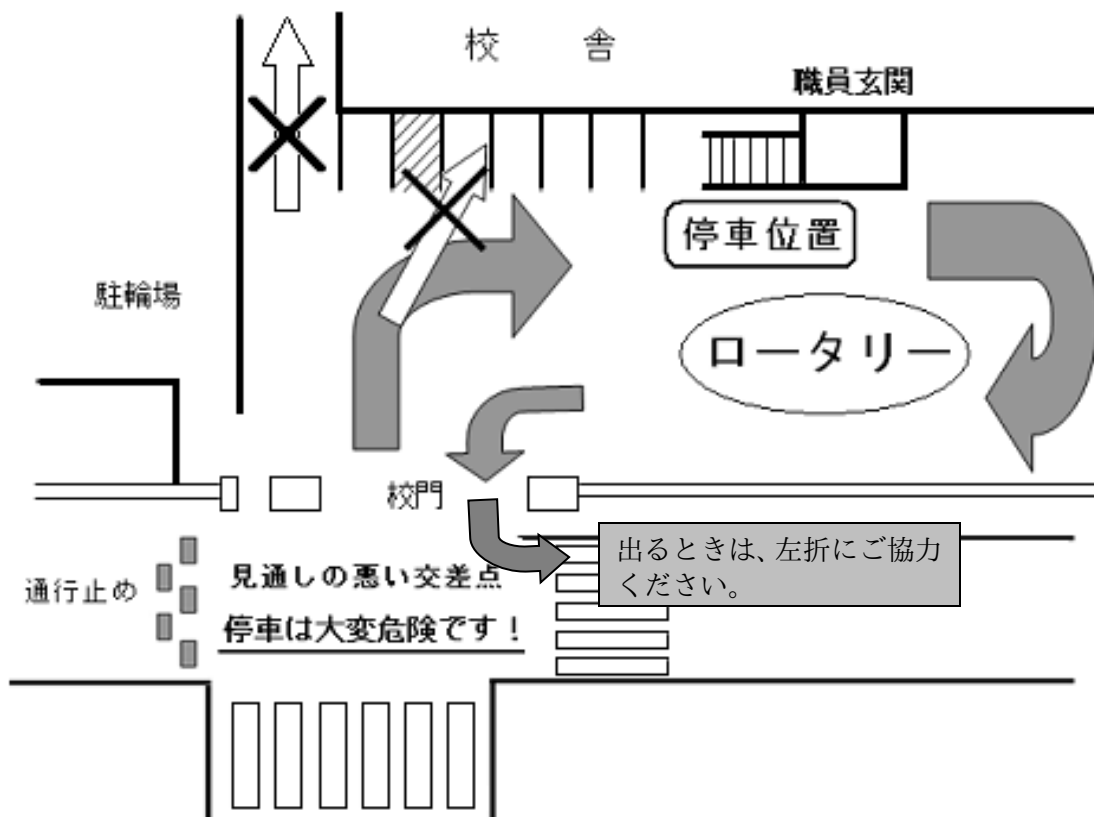 校　舎
職員玄関
停車位置
駐輪場
ロータリー
校門
出るときは、左折にご協力
ください。
通行止め
見通しの悪い交差点
停車は大変危険です！